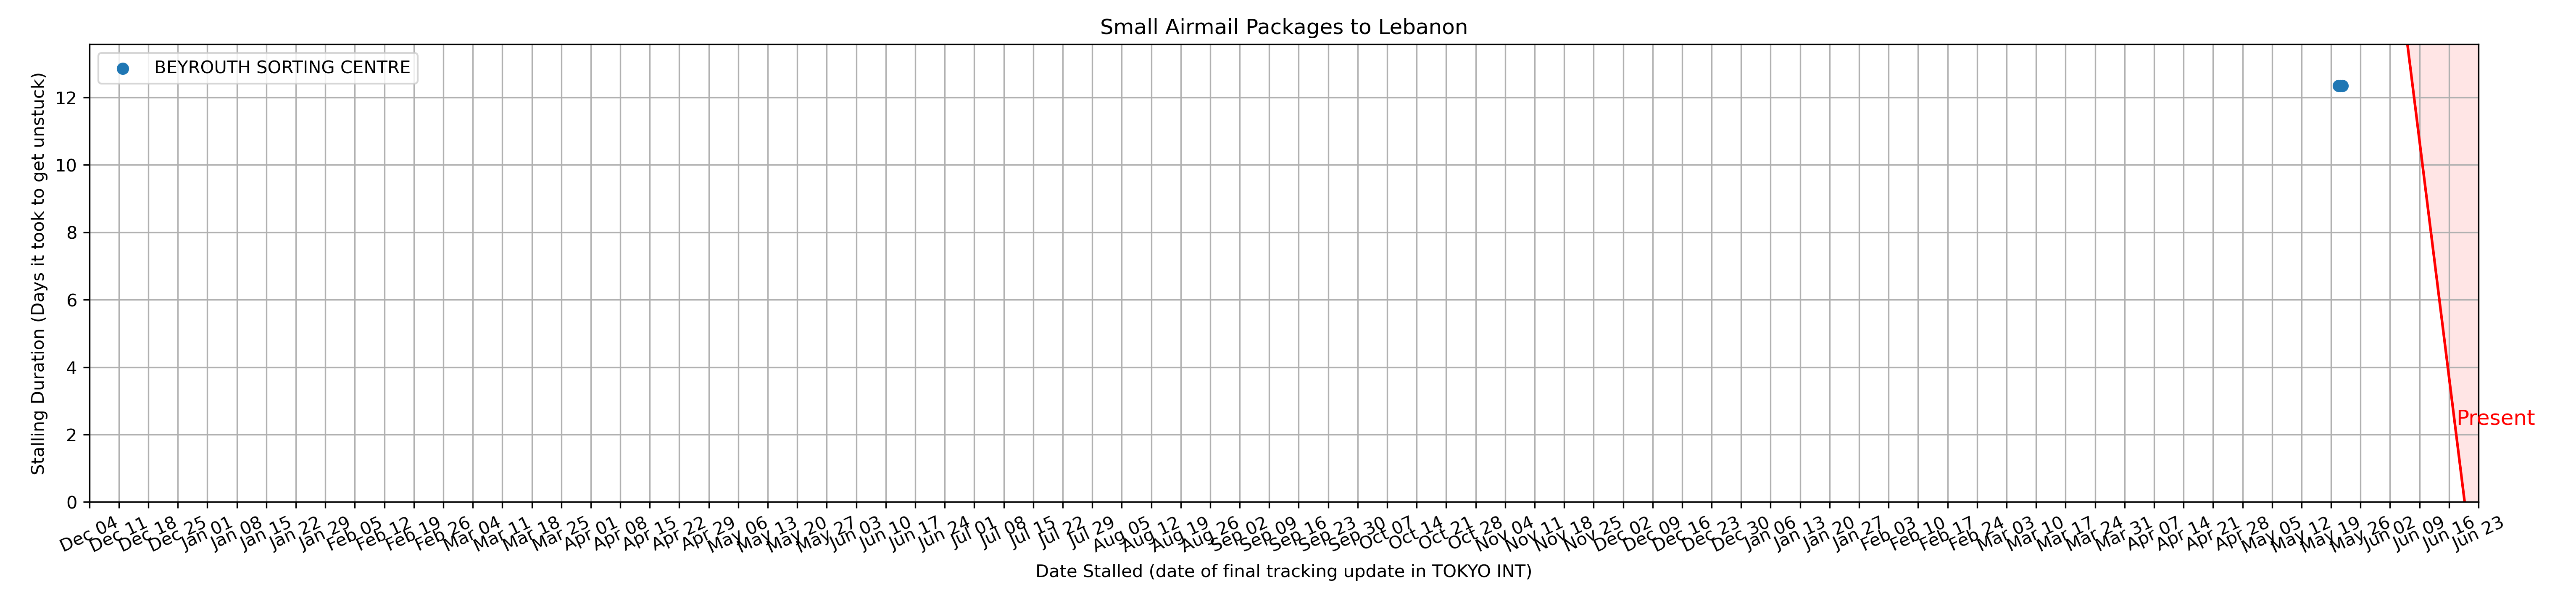 Small Airmail Packages to Lebanon
BEYROUTH SORTING CENTRE
Stalling Duration (Days it took to get unstuck)
12
10
8
6
4
2
0
Present
Dec 04 Dec 11 Dec 18 Dec 25 Jan 01 Jan 08 Jan 15 Jan 22 Jan 29 Feb 05 Feb 12 Feb 19 Feb 26 Mar 04 Mar 11 Mar 18 Mar 25 Apr 01 Apr 08 Apr 15 Apr 22 Apr 29 May 06 May 13 May 20 May 27 Jun 03 Jun 10 Jun 17 Jun 24 Jul 01 Jul 08 Jul 15 Jul 22 Jul 29 Aug 05 Aug 12 Aug 19 Aug 26 Sep 02 Sep 09 Sep 16 Sep 23 Sep 30 Oct 07 Oct 14 Oct 21 Oct 28 Nov 04 Nov 11 Nov 18 Nov 25 Dec 02 Dec 09 Dec 16 Dec 23 Dec 30 Jan 06 Jan 13 Jan 20 Jan 27 Feb 03 Feb 10 Feb 17 Feb 24 Mar 03 Mar 10 Mar 17 Mar 24 Mar 31 Apr 07 Apr 14 Apr 21 Apr 28 May 05 May 12 May 19 May 26 Jun 02 Jun 09 Jun 16 Jun 23
Date Stalled (date of final tracking update in TOKYO INT)